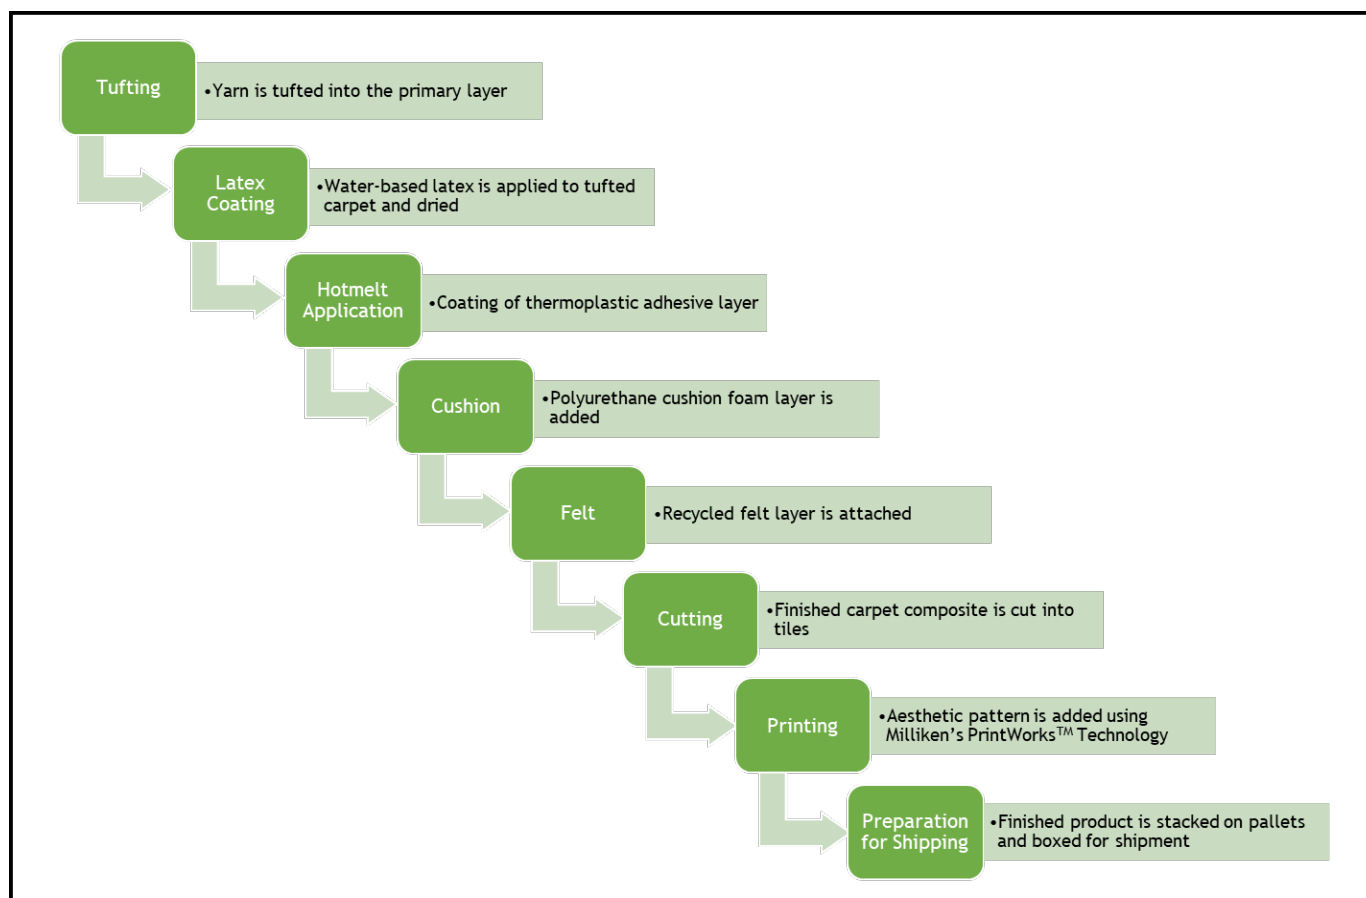 Tufting
•Yarn is tufted into the primary layer
Latex
Coating
•Water-based latex is applied to tufted
carpet and dried
Hotmelt
Application
•Coating of thermoplastic adhesive layer
Cushion
•Polyurethane cushion foam layer is
added
Felt
•Recycled felt layer is attached
Cutting
•Finished carpet composite is cut into
tiles
Printing
•Aesthetic pattern is added using
Milliken’s PrintWorks™ Technology
Preparation
for Shipping
•Finished product is stacked on pallets
and boxed for shipment